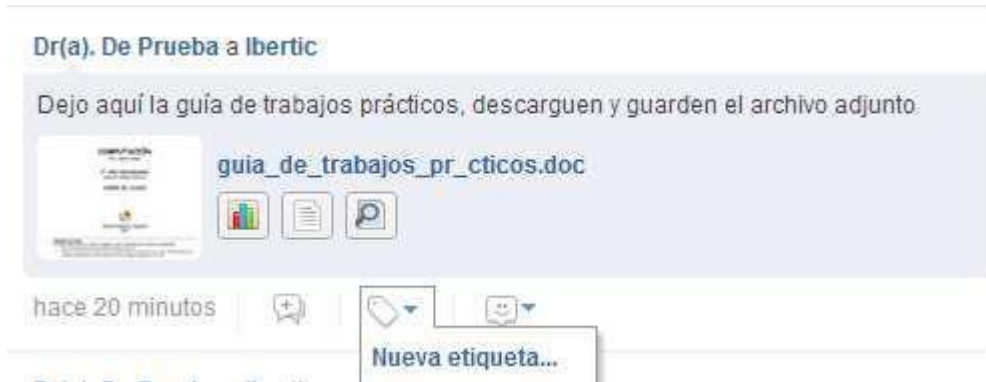 Dr(a). De Prueba a Ibertic
Dejo aquí la guía de trabajos prácticos, descarguen y guarden el archivo adjunto
COMPUTACIÓN
guia_de_trabajos_pr_cticos.doc
hace 20 minutos
Nueva etiqueta...